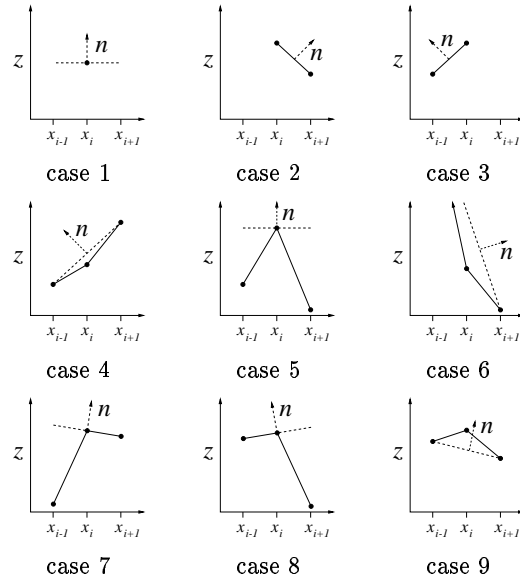 z n z n z n
x_{i-1} x_i x_{i+1} x_{i-1} x_i x_{i+1} x_{i-1} x_i x_{i+1}
case 1 case 2 case 3
z n z n z n
x_{i-1} x_i x_{i+1} x_{i-1} x_i x_{i+1} x_{i-1} x_i x_{i+1}
case 4 case 5 case 6
z n z n z n
x_{i-1} x_i x_{i+1} x_{i-1} x_i x_{i+1} x_{i-1} x_i x_{i+1}
case 7 case 8 case 9